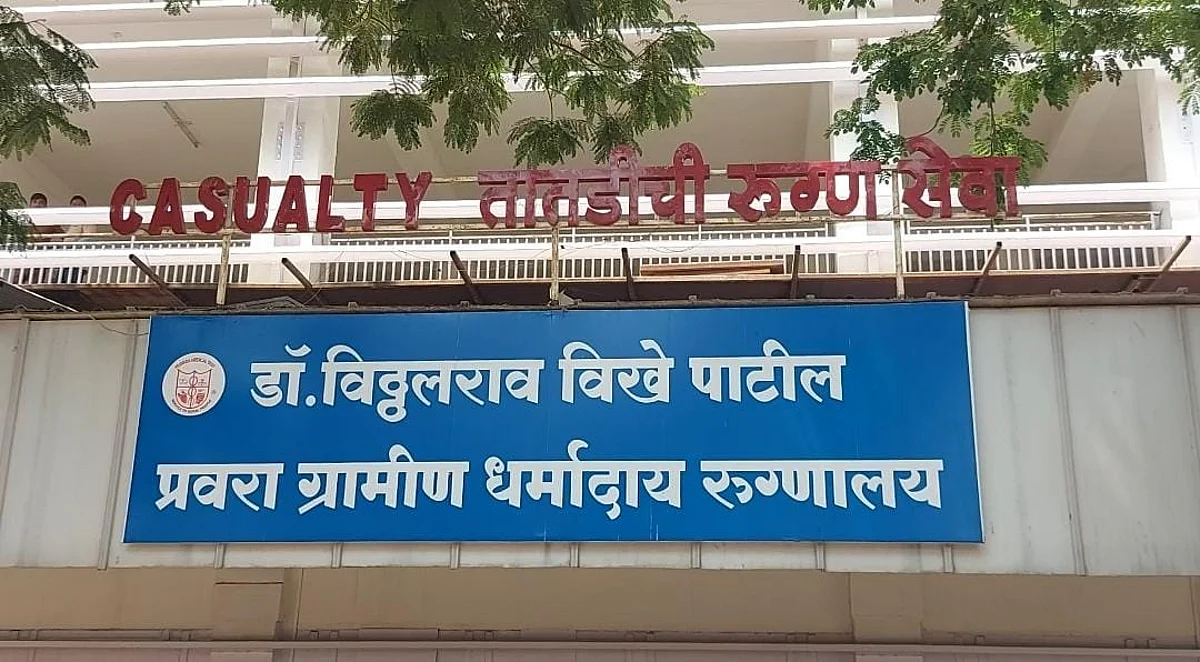 CASUALTY तातडीची रुग्ण सेवा
डॉ.विठ्ठलराव विखे पाटील
प्रवरा ग्रामीण धर्मादाय रुग्णालय